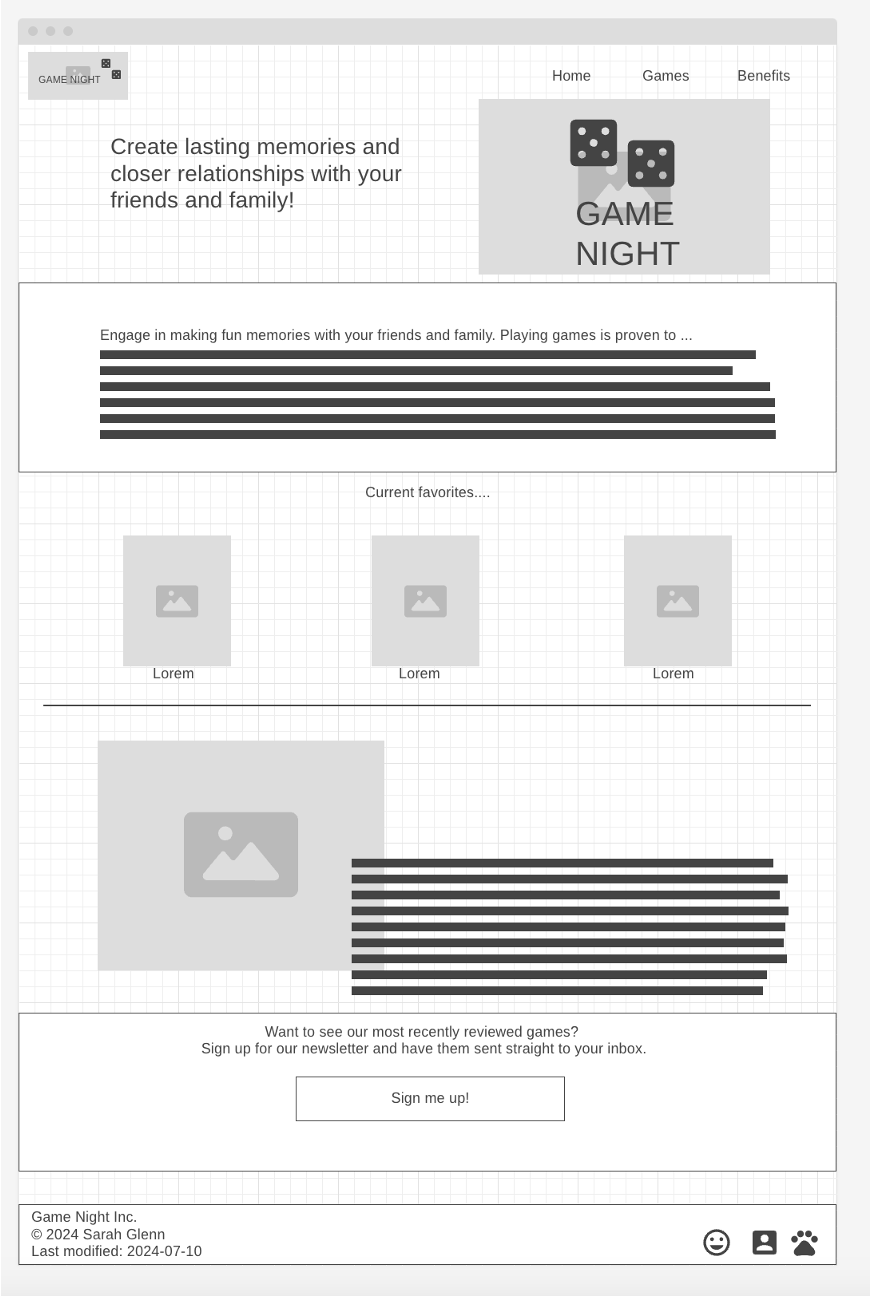 GAME NIGHT
Home Games Benefits
Create lasting memories and
closer relationships with your
friends and family!
GAME
NIGHT
Engage in making fun memories with your friends and family. Playing games is proven to ...
Current favorites....
Lorem Lorem Lorem
Want to see our most recently reviewed games?
Sign up for our newsletter and have them sent straight to your inbox.
Sign me up!
Game Night Inc.
© 2024 Sarah Glenn
Last modified: 2024-07-10